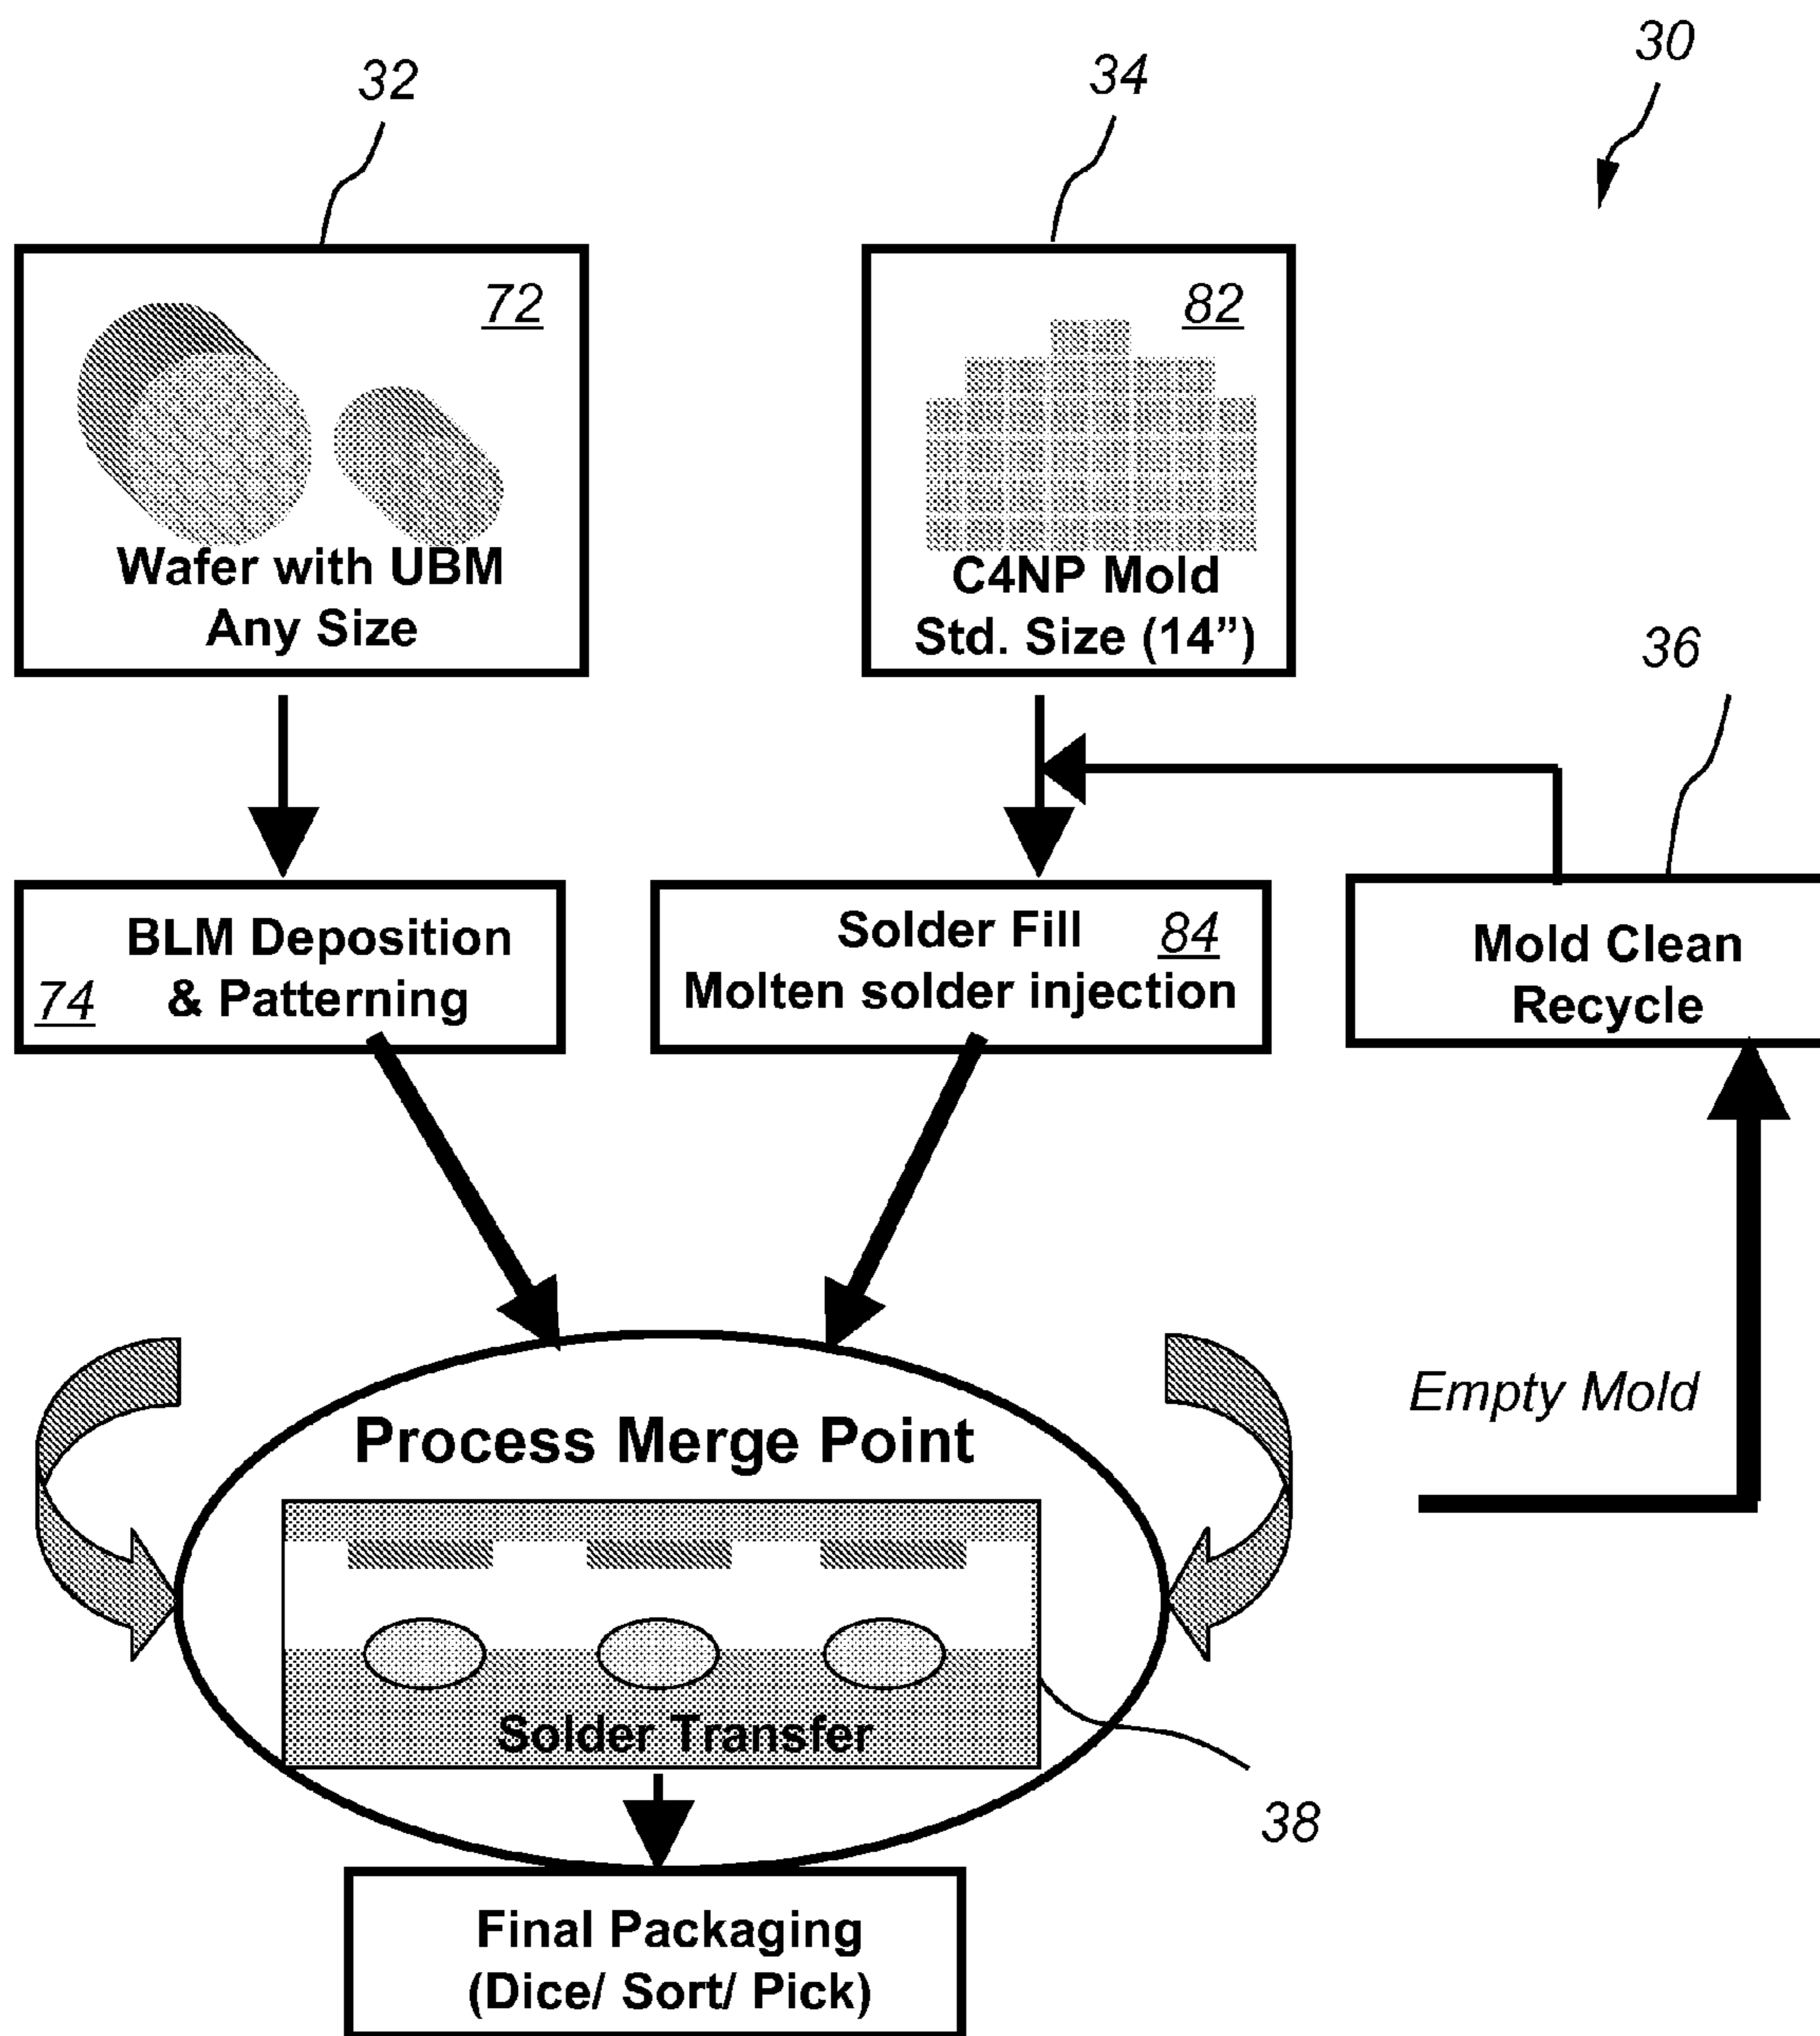 30
32
34
72
Wafer with UBM
Any Size
82
C4NP Mold
Std. Size (14”)
36
BLM Deposition
& Patterning
74
Solder Fill
84
Molten solder injection
Mold Clean
Recycle
Empty Mold
Process Merge Point
Solder Transfer
38
Final Packaging
(Dice/ Sort/ Pick)